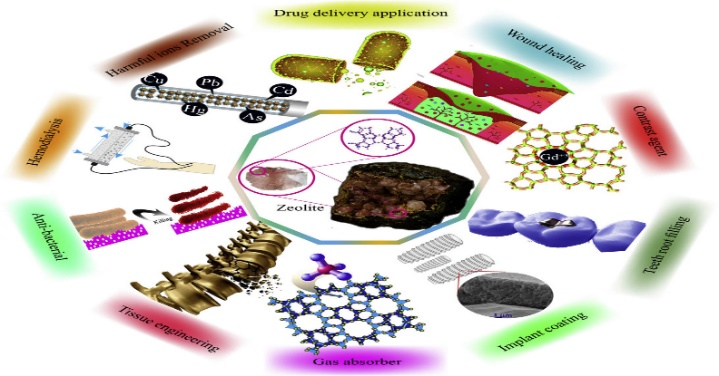 Drug delivery application
Harmful ions Removal
Wound healing
Cu
Pb
Cd
Hg
As
Hemodialysis
Contrast agent
Gd³⁺
Zeolite
Killing
Anti-bacterial
Teeth root filling
Tissue engineering
Implant coating
Gas absorber